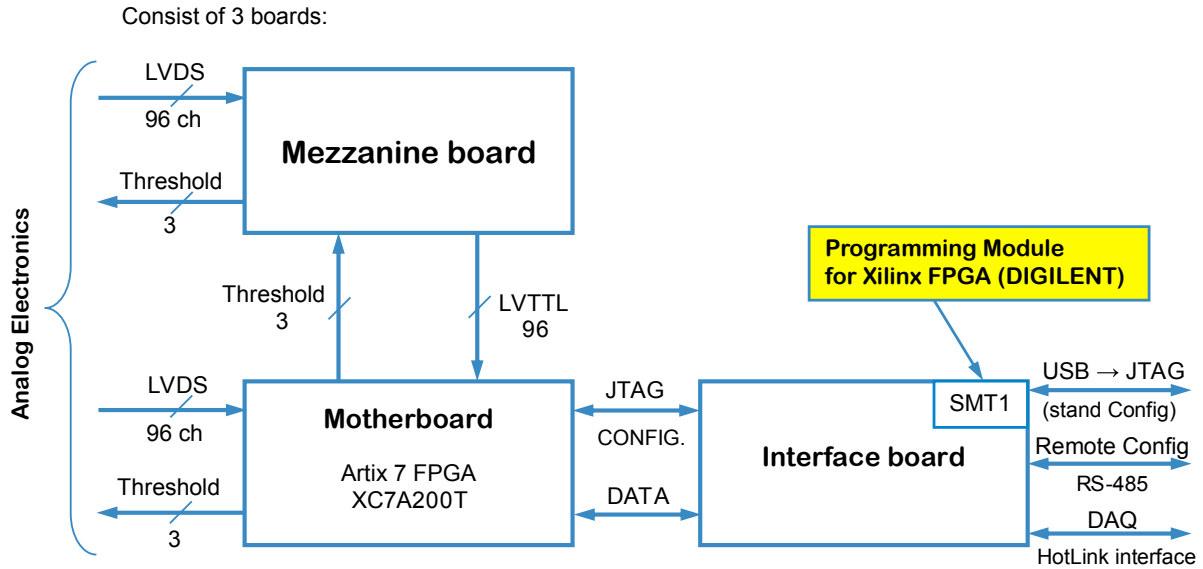 Consist of 3 boards:
Analog Electronics
LVDS
96 ch
Threshold
3
Mezzanine board
Threshold
3
LVTTL
96
Programming Module
for Xilinx FPGA (DIGILENT)
LVDS
96 ch
Threshold
3
Motherboard
Artix 7 FPGA
XC7A200T
JTAG
CONFIG.
DATA
Interface board
SMT1
USB → JTAG
(stand Config)
Remote Config
RS-485
DAQ
HotLink interface